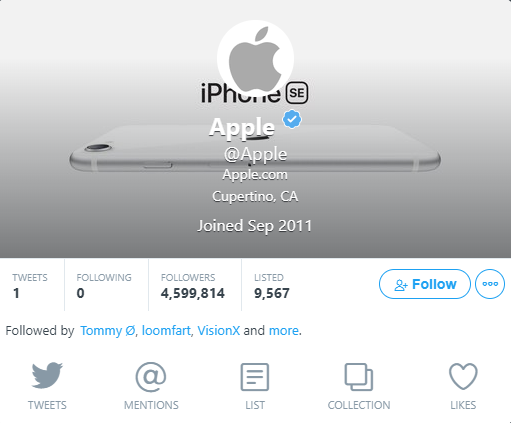 iPhone SE
Apple
@Apple
Apple.com
Cupertino, CA
Joined Sep 2011
TWEETS FOLLOWING FOLLOWERS LISTED
1 0 4,599,814 9,567
Follow
Followed by Tommy Ø, loomfart, VisionX and more.
TWEETS MENTIONS LIST COLLECTION LIKES